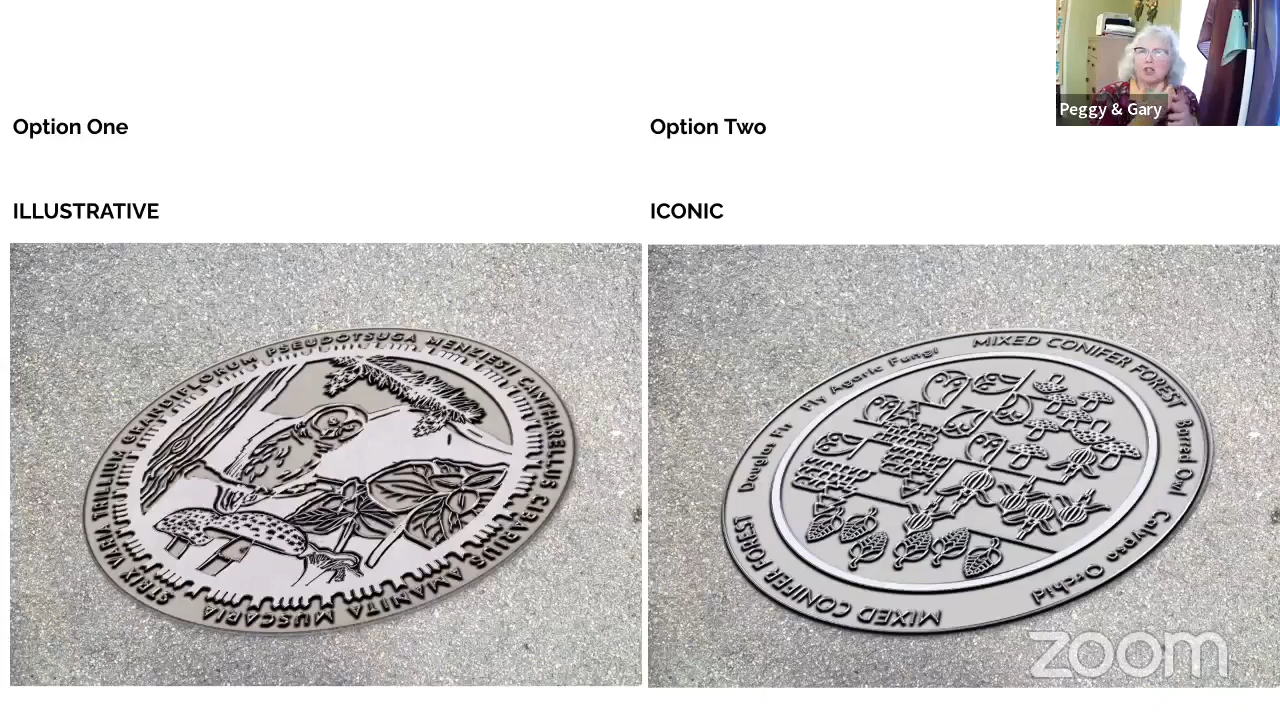 Peggy & Gary
Option One
Option Two
ILLUSTRATIVE
ICONIC
STRIX VARIA TRILLIUM GRANDIFLORUM PSEUDOTSUGA MENZIESII CANTHARELLUS CIBARIUS AMANITA MUSCARIA
Douglas Fir Fly Agaric Fungi MIXED CONIFER FOREST Barred Owl Calypso Orchid MIXED CONIFER FOREST
zoom